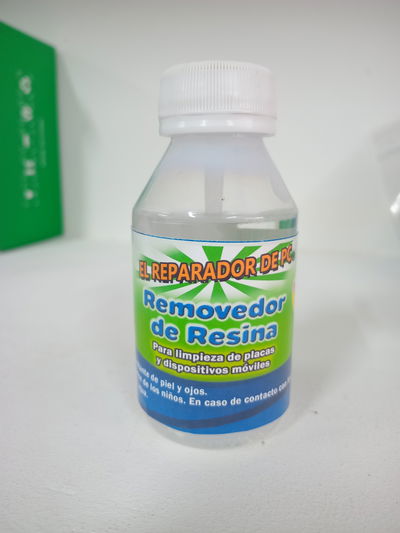 EL REPARADOR DE PC
Removedor
de Resina
Para limpieza de placas
y dispositivos móviles
de piel y ojos.
de los niños. En caso de contacto con